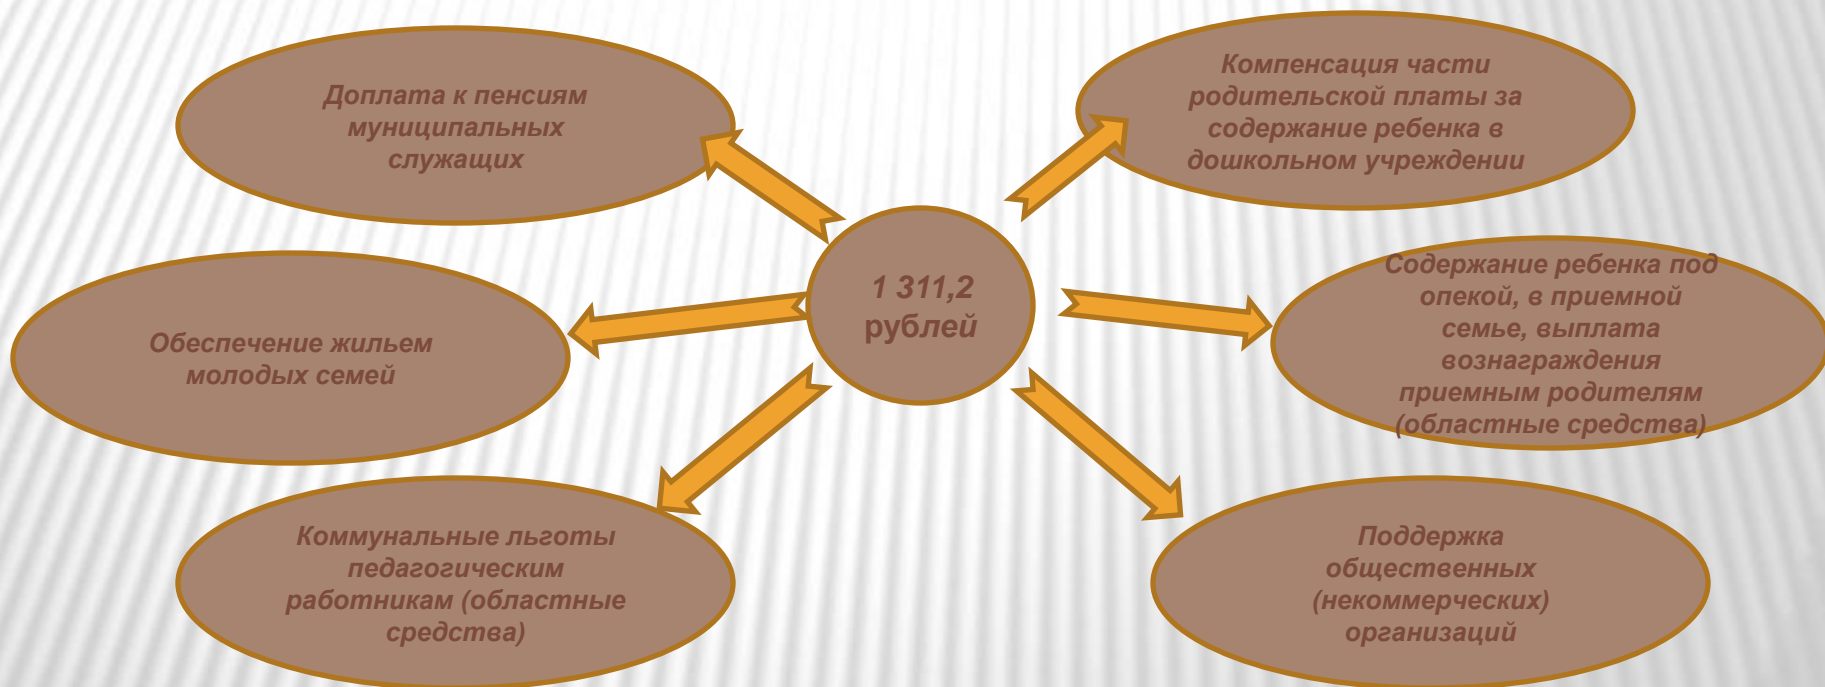 Доплата к пенсиям
муниципальных
служащих
Компенсация части
родительской платы за
содержание ребенка в
дошкольном учреждении
1 311,2
рублей
Обеспечение жильем
молодых семей
Содержание ребенка под
опекой, в приемной
семье, выплата
вознаграждения
приемным родителям
(областные средства)
Коммунальные льготы
педагогическим
работникам (областные
средства)
Поддержка
общественных
(некоммерческих)
организаций